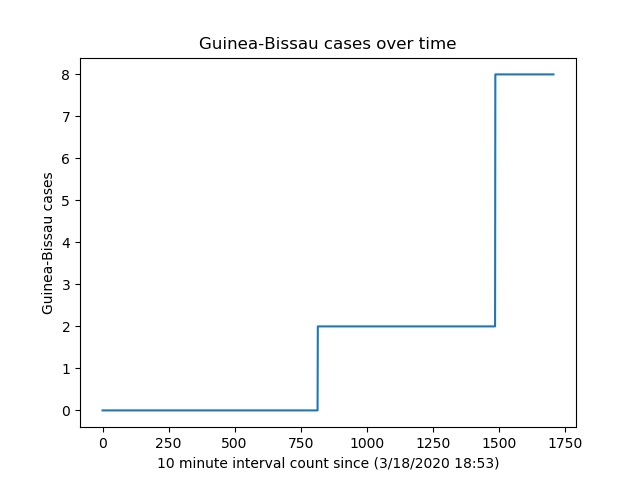 Guinea-Bissau cases over time
8
7
6
5
4
3
2
1
0
Guinea-Bissau cases
0 250 500 750 1000 1250 1500 1750
10 minute interval count since (3/18/2020 18:53)